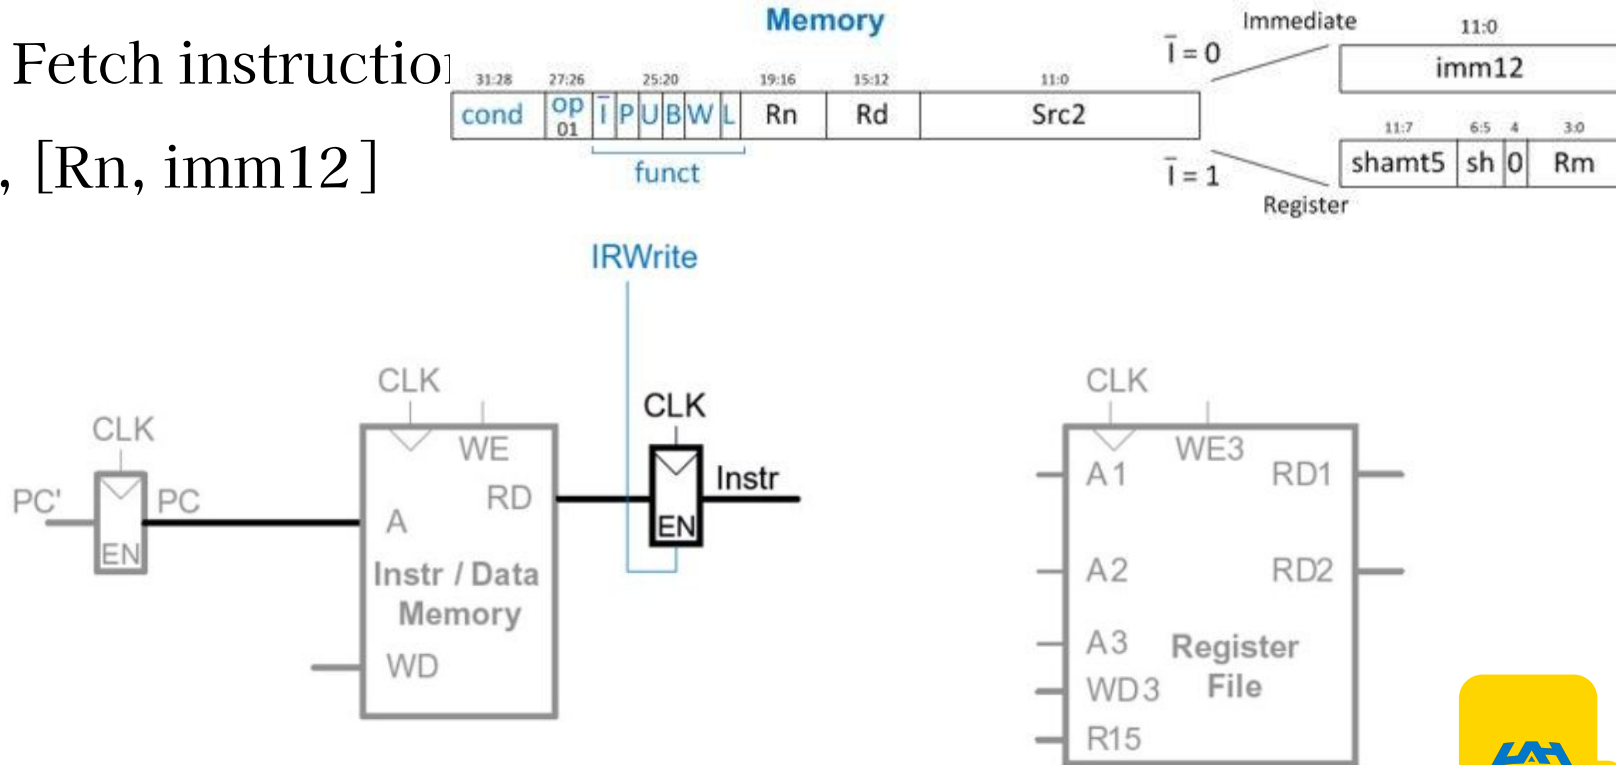 Memory
Fetch instruction
31:28 27:26 25:20 19:16 15:12 11:0
cond op 01 I̅ P U B W L Rn Rd Src2
funct
I̅ = 0
Immediate
11:0
imm12
I̅ = 1
Register
11:7 6:5 4 3:0
shamt5 sh 0 Rm
, [Rn, imm12]
IRWrite
CLK
PC'
PC
EN
CLK
WE
RD
A
Instr / Data
Memory
WD
CLK
Instr
EN
CLK
WE3
A1
RD1
A2
RD2
A3
Register
File
WD3
R15